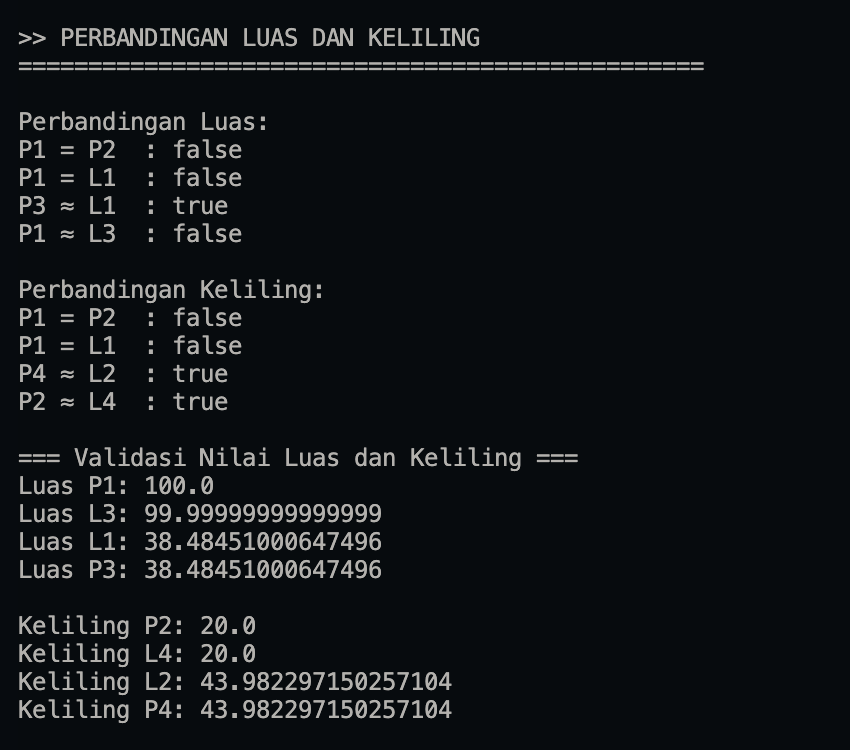 >> PERBANDINGAN LUAS DAN KELILING
=================================================
Perbandingan Luas:
P1 = P2  : false
P1 = L1  : false
P3 ≈ L1  : true
P1 ≈ L3  : false
Perbandingan Keliling:
P1 = P2  : false
P1 = L1  : false
P4 ≈ L2  : true
P2 ≈ L4  : true
=== Validasi Nilai Luas dan Keliling ===
Luas P1: 100.0
Luas L3: 99.99999999999999
Luas L1: 38.48451000647496
Luas P3: 38.48451000647496
Keliling P2: 20.0
Keliling L4: 20.0
Keliling L2: 43.982297150257104
Keliling P4: 43.982297150257104